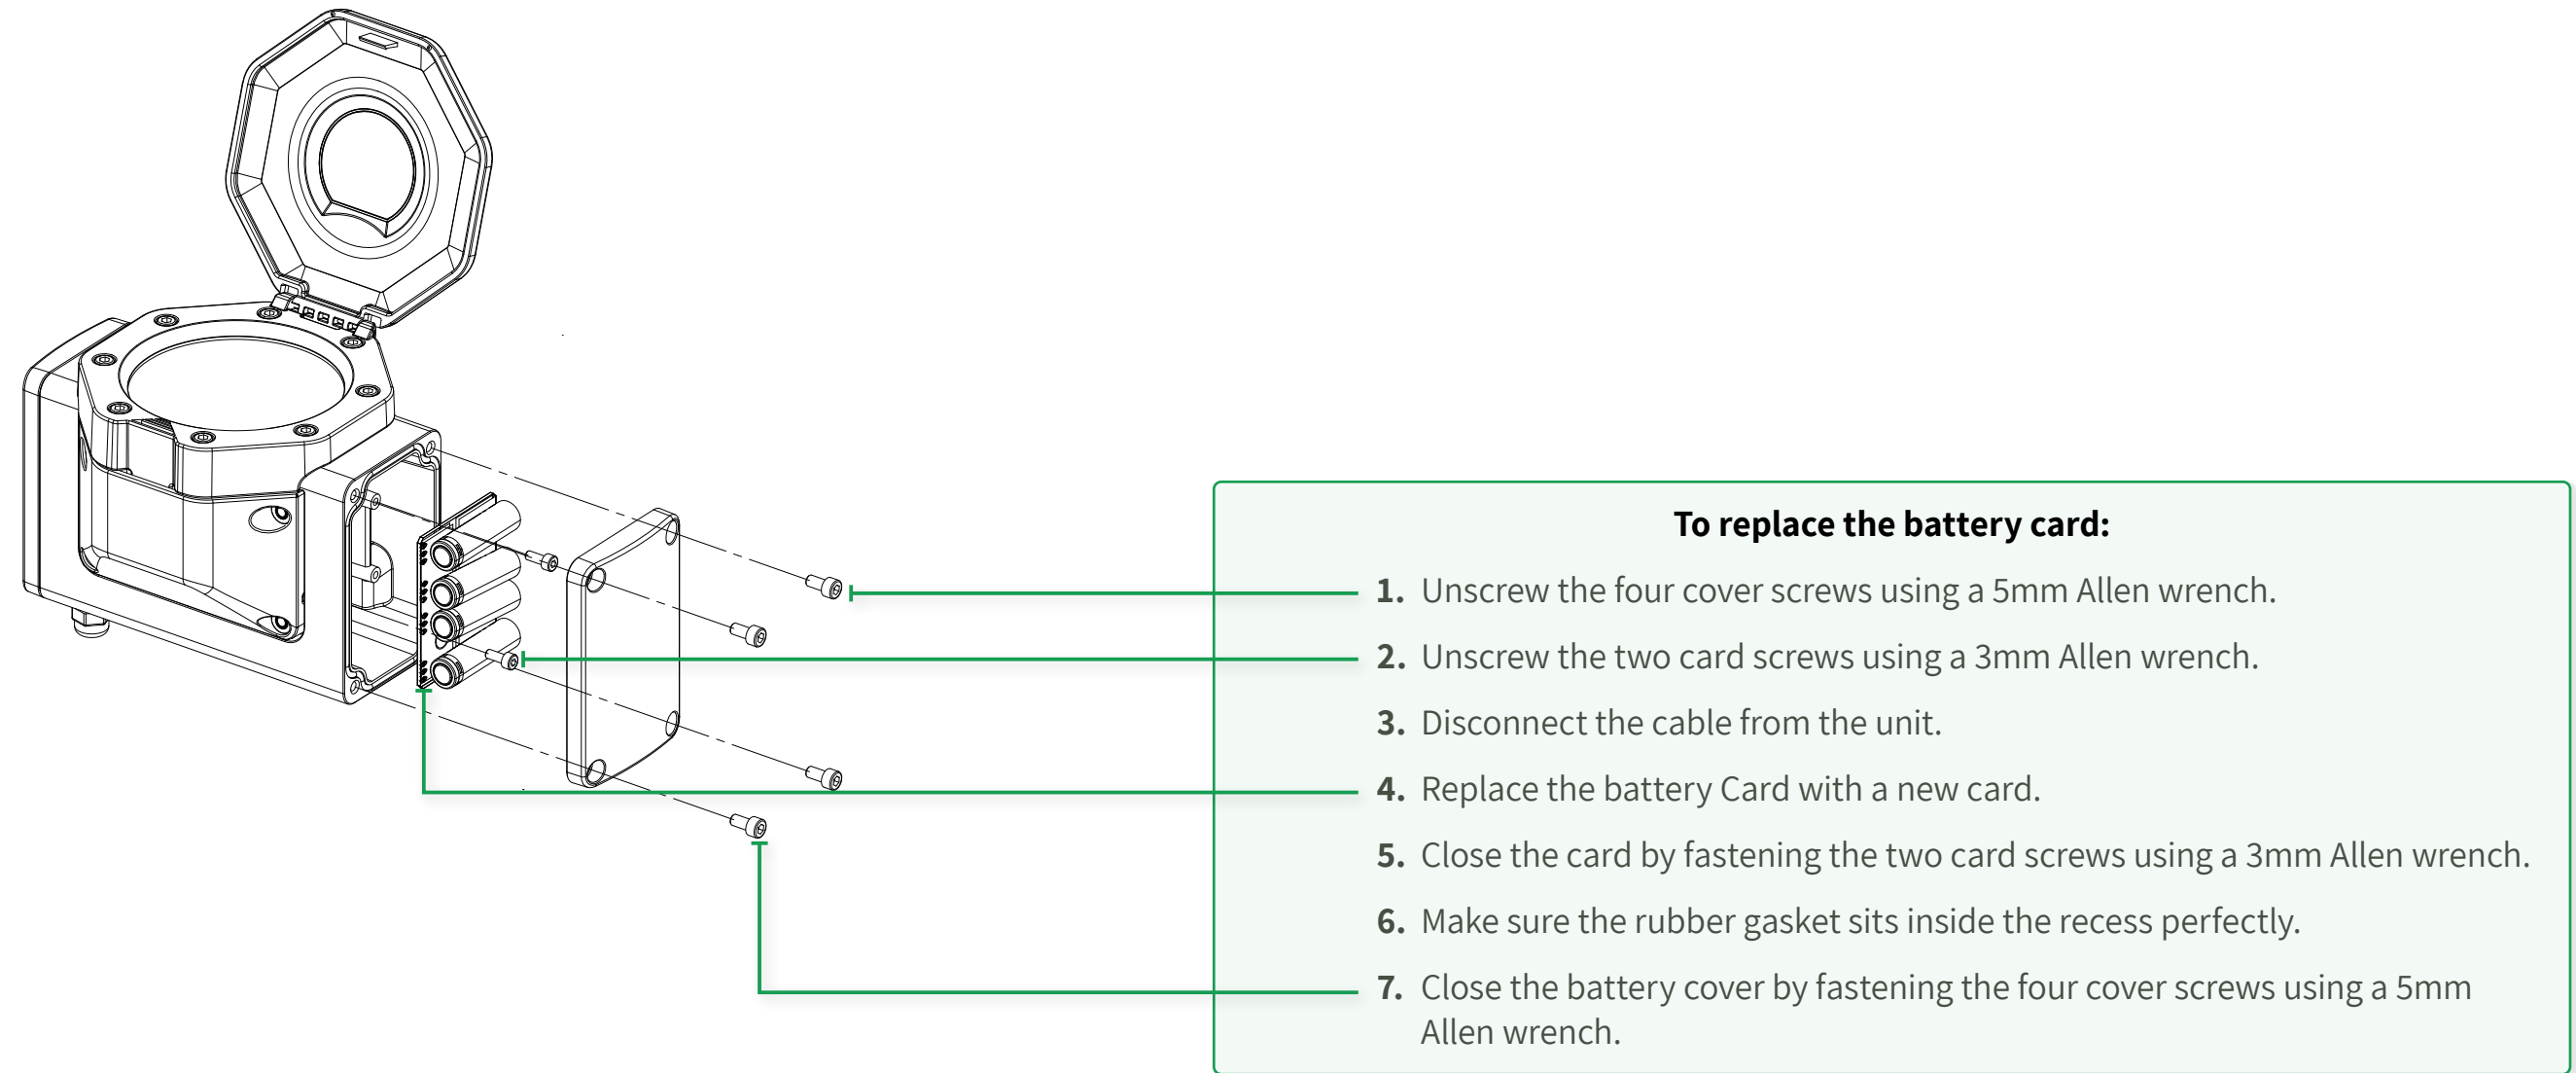 To replace the battery card:
1. Unscrew the four cover screws using a 5mm Allen wrench.
2. Unscrew the two card screws using a 3mm Allen wrench.
3. Disconnect the cable from the unit.
4. Replace the battery Card with a new card.
5. Close the card by fastening the two card screws using a 3mm Allen wrench.
6. Make sure the rubber gasket sits inside the recess perfectly.
7. Close the battery cover by fastening the four cover screws using a 5mm
Allen wrench.